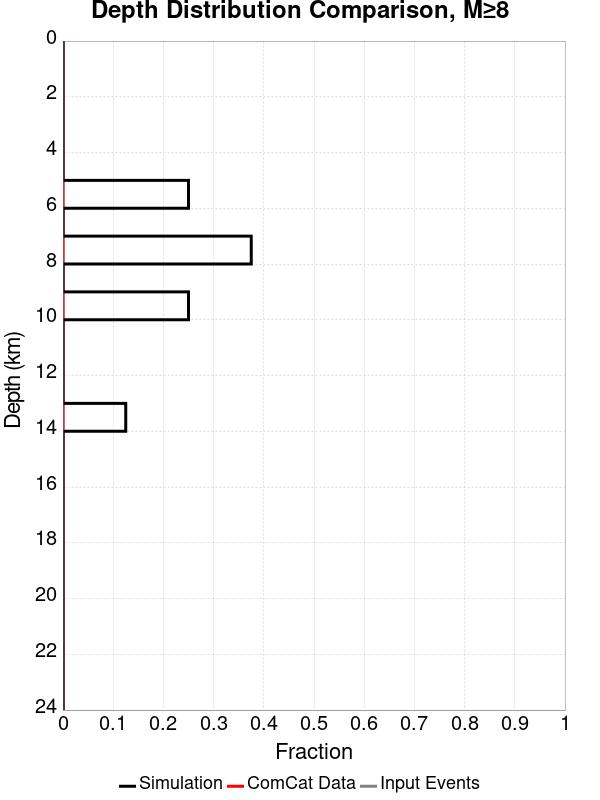 Depth Distribution Comparison, M≥8
0
2
4
6
8
10
12
14
16
18
20
22
24
Depth (km)
0 0.1 0.2 0.3 0.4 0.5 0.6 0.7 0.8 0.9 1
Fraction
Simulation ComCat Data Input Events